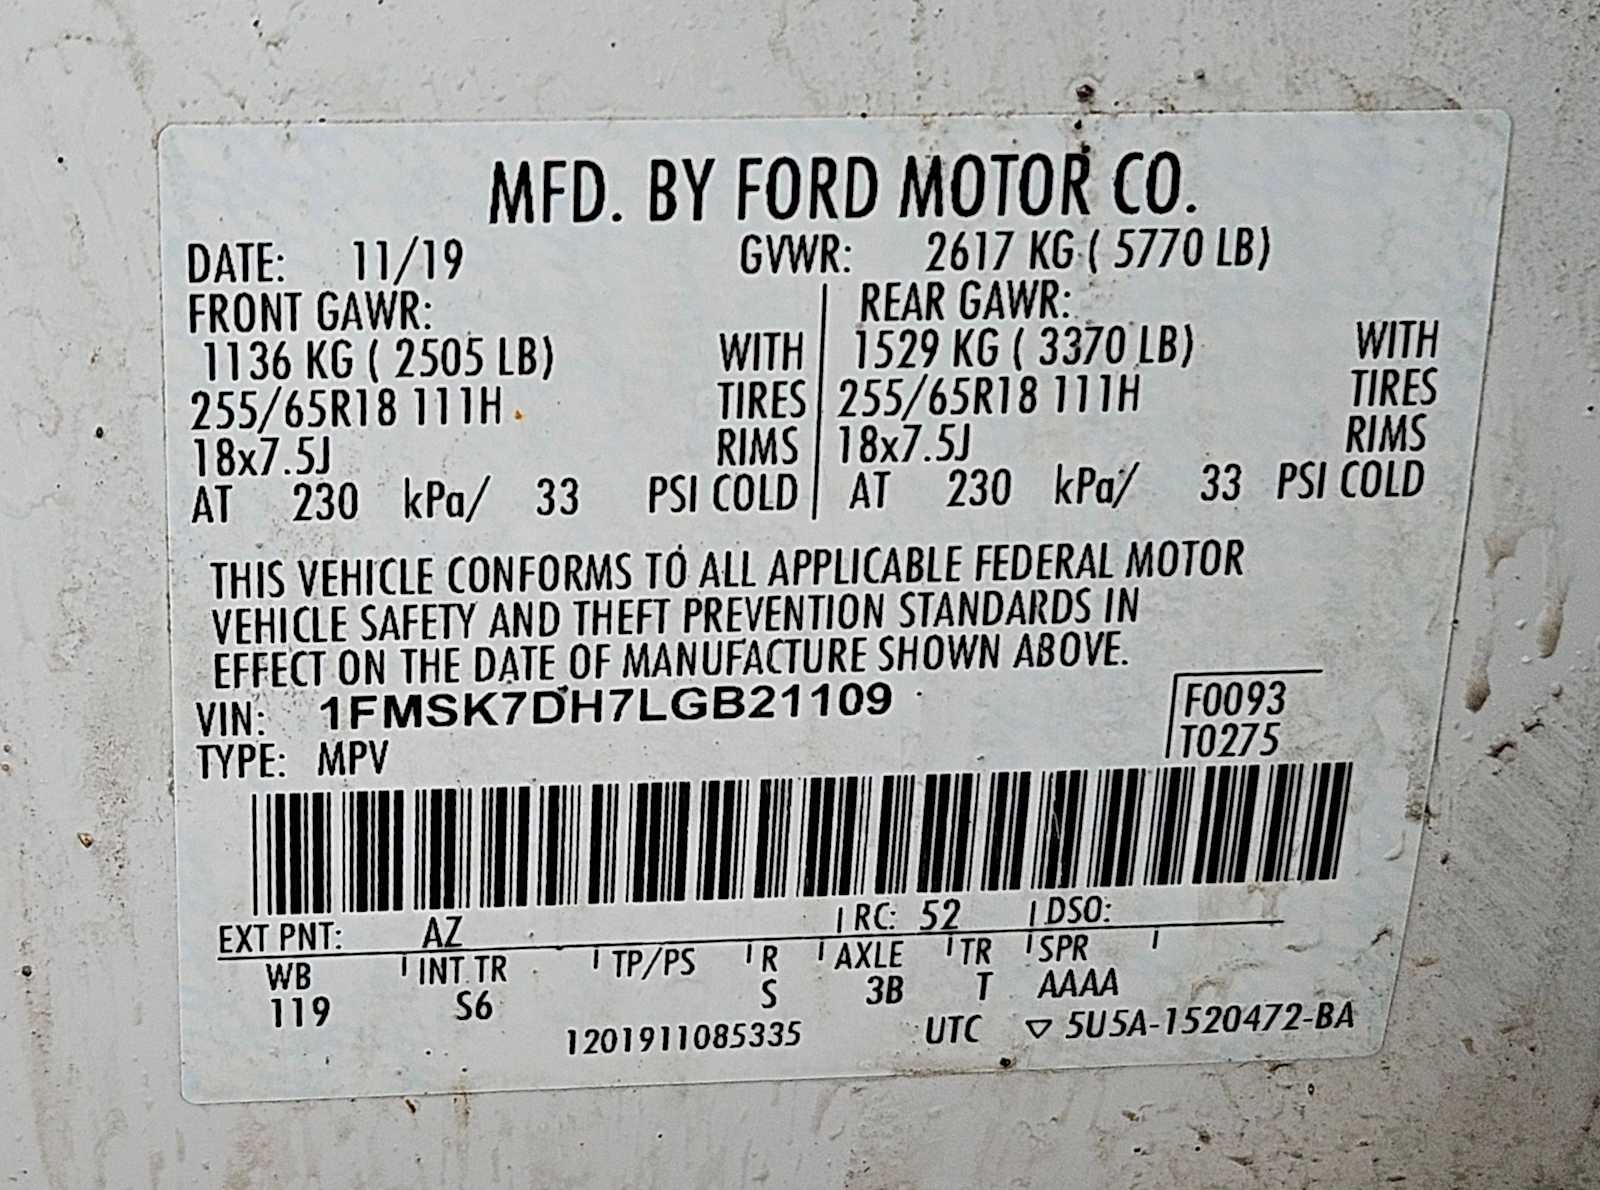 MFD. BY FORD MOTOR CO.
DATE: 11/19 GVWR: 2617 KG ( 5770 LB)
FRONT GAWR: REAR GAWR:
1136 KG ( 2505 LB) WITH 1529 KG ( 3370 LB) WITH
255/65R18 111H TIRES 255/65R18 111H TIRES
18x7.5J RIMS 18x7.5J RIMS
AT 230 kPa/ 33 PSI COLD AT 230 kPa/ 33 PSI COLD
THIS VEHICLE CONFORMS TO ALL APPLICABLE FEDERAL MOTOR
VEHICLE SAFETY AND THEFT PREVENTION STANDARDS IN
EFFECT ON THE DATE OF MANUFACTURE SHOWN ABOVE.
VIN: 1FMSK7DH7LGB21109 F0093
TYPE: MPV T0275
EXT PNT: AZ RC: 52 DSO:
WB INT TR TP/PS R AXLE TR SPR
119 S6 S 3B T AAAA
1201911085335 UTC ▽ 5U5A-1520472-BA